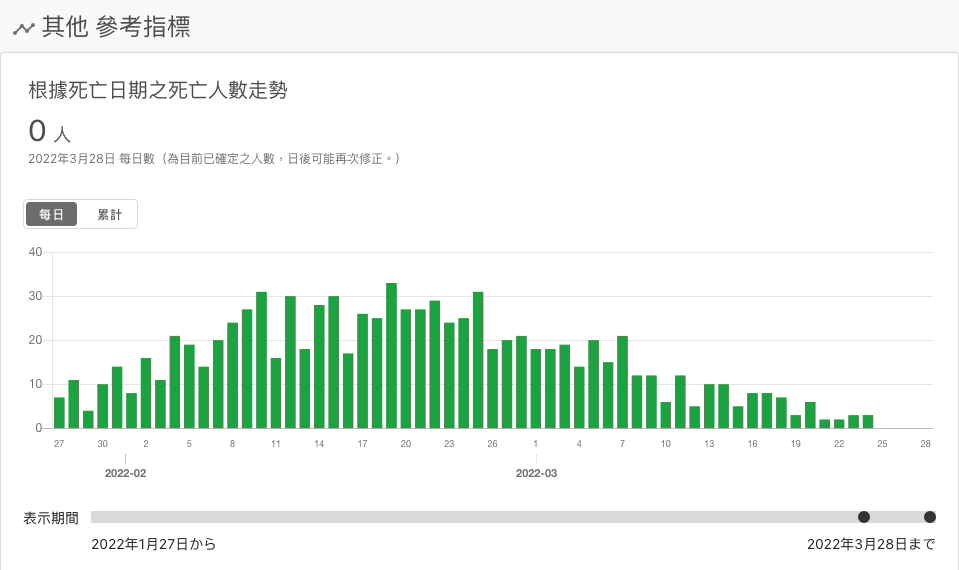 其他 參考指標
根據死亡日期之死亡人數走勢
0 人
2022年3月28日 每日數（為目前已確定之人數，日後可能再次修正。）
每日 累計
40
30
20
10
0
27 30 2 5 8 11 14 17 20 23 26 1 4 7 10 13 16 19 22 25 28
2022-02 2022-03
表示期間
2022年1月27日から 2022年3月28日まで